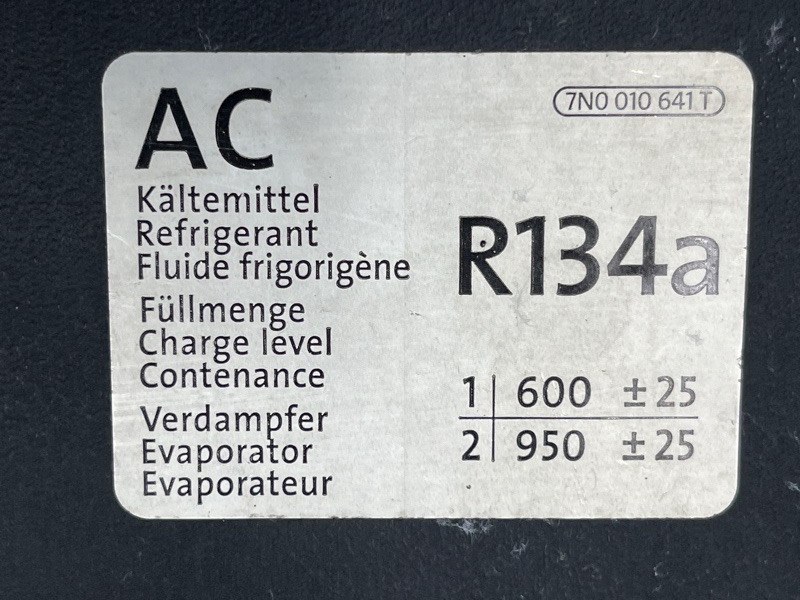 7N0 010 641 T
AC
Kältemittel
Refrigerant
Fluide frigorigène
R134a
Füllmenge
Charge level
Contenance
Verdampfer
Evaporator
Evaporateur
1 | 600 ±25
2 | 950 ±25